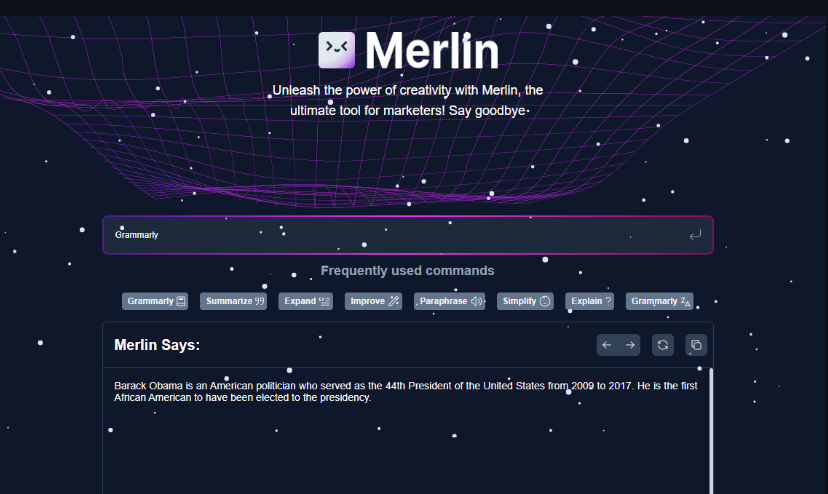 Merlin
Unleash the power of creativity with Merlin, the
ultimate tool for marketers! Say goodbye
Grammarly
Frequently used commands
Grammarly Summarize Expand Improve Paraphrase Simplify Explain ? Grammarly
Merlin Says:
Barack Obama is an American politician who served as the 44th President of the United States from 2009 to 2017. He is the first
African American to have been elected to the presidency.